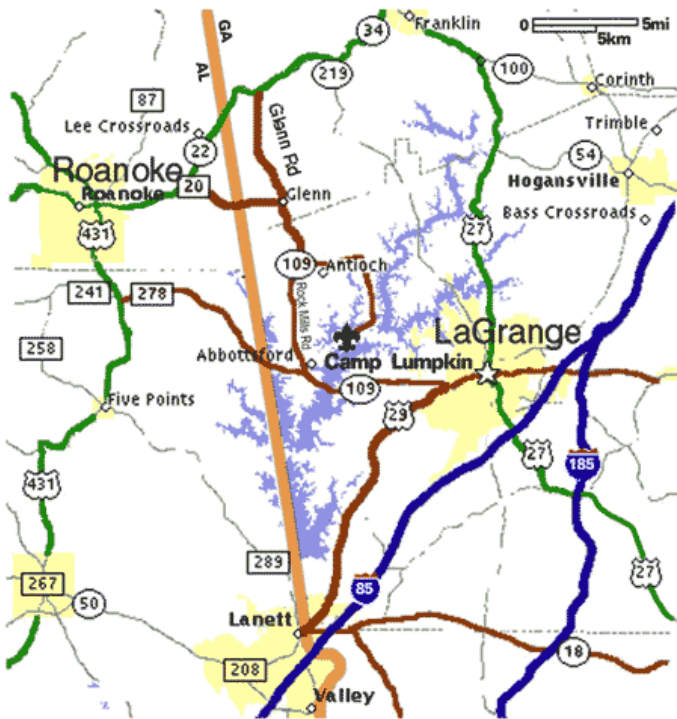 Franklin
0
5mi
5km
34
GA
AL
219
100
Corinth
87
Lee Crossroads
22
Glenn Rd
Trimble
54
Roanoke
Roanoke
20
Glenn
Hogansville
Bass Crossroads
431
27
109
Antioch
241
278
Rock Mills Rd
LaGrange
258
Abbottsford
Camp Lumpkin
109
Five Points
29
27
185
431
289
85
27
267
50
Lanett
18
208
Valley